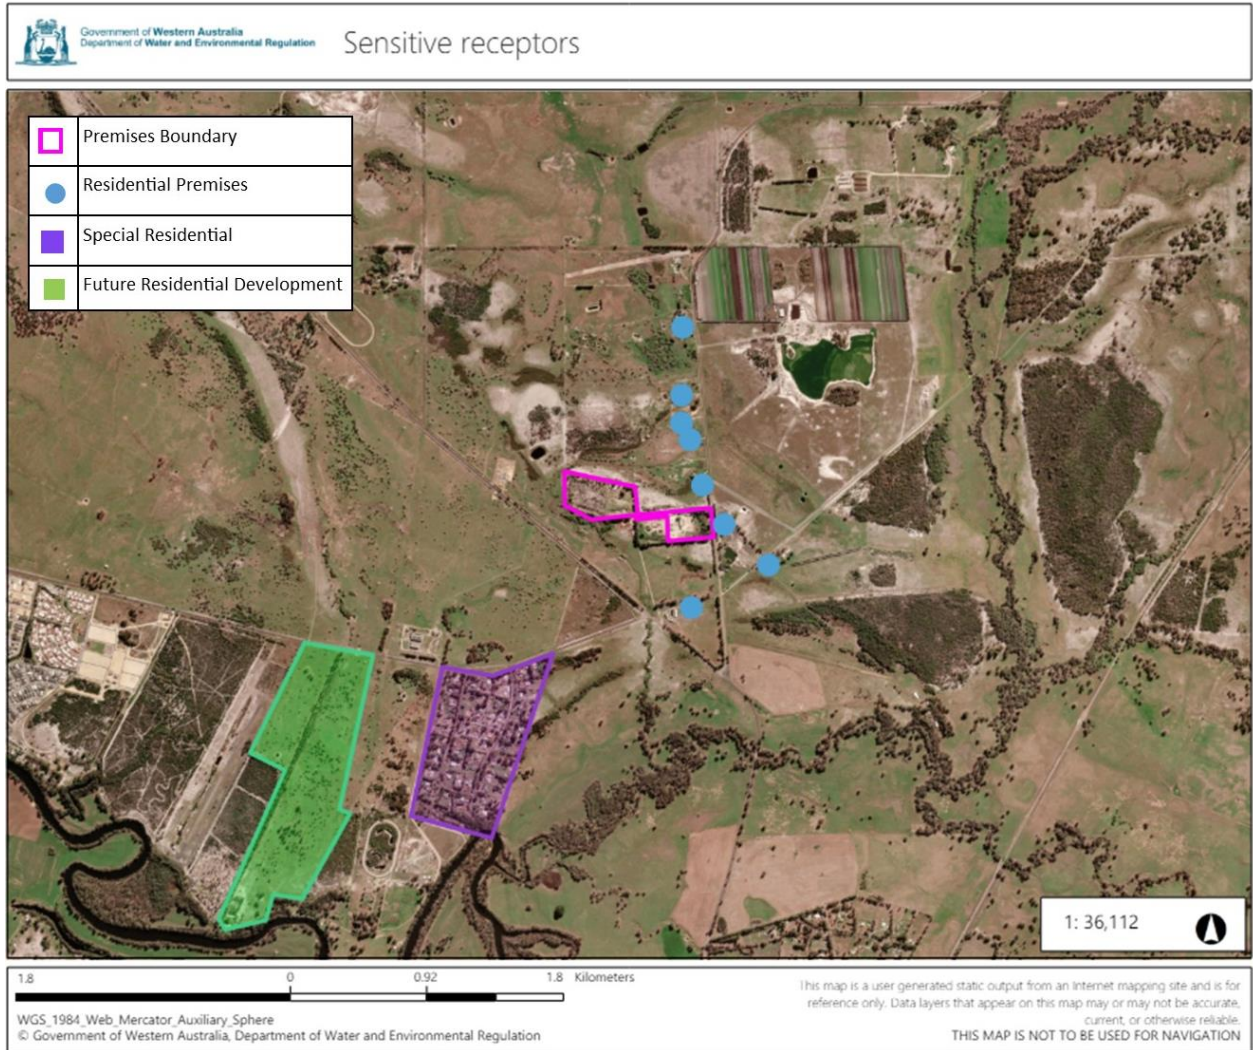 Government of Western Australia
Department of Water and Environmental Regulation
Sensitive receptors
Premises Boundary
Residential Premises
Special Residential
Future Residential Development
1: 36,112
1.8 0 0.92 1.8 Kilometers
WGS_1984_Web_Mercator_Auxiliary_Sphere
© Government of Western Australia, Department of Water and Environmental Regulation
This map is a user generated static output from an Internet mapping site and is for
reference only. Data layers that appear on this map may or may not be accurate,
current, or otherwise reliable.
THIS MAP IS NOT TO BE USED FOR NAVIGATION